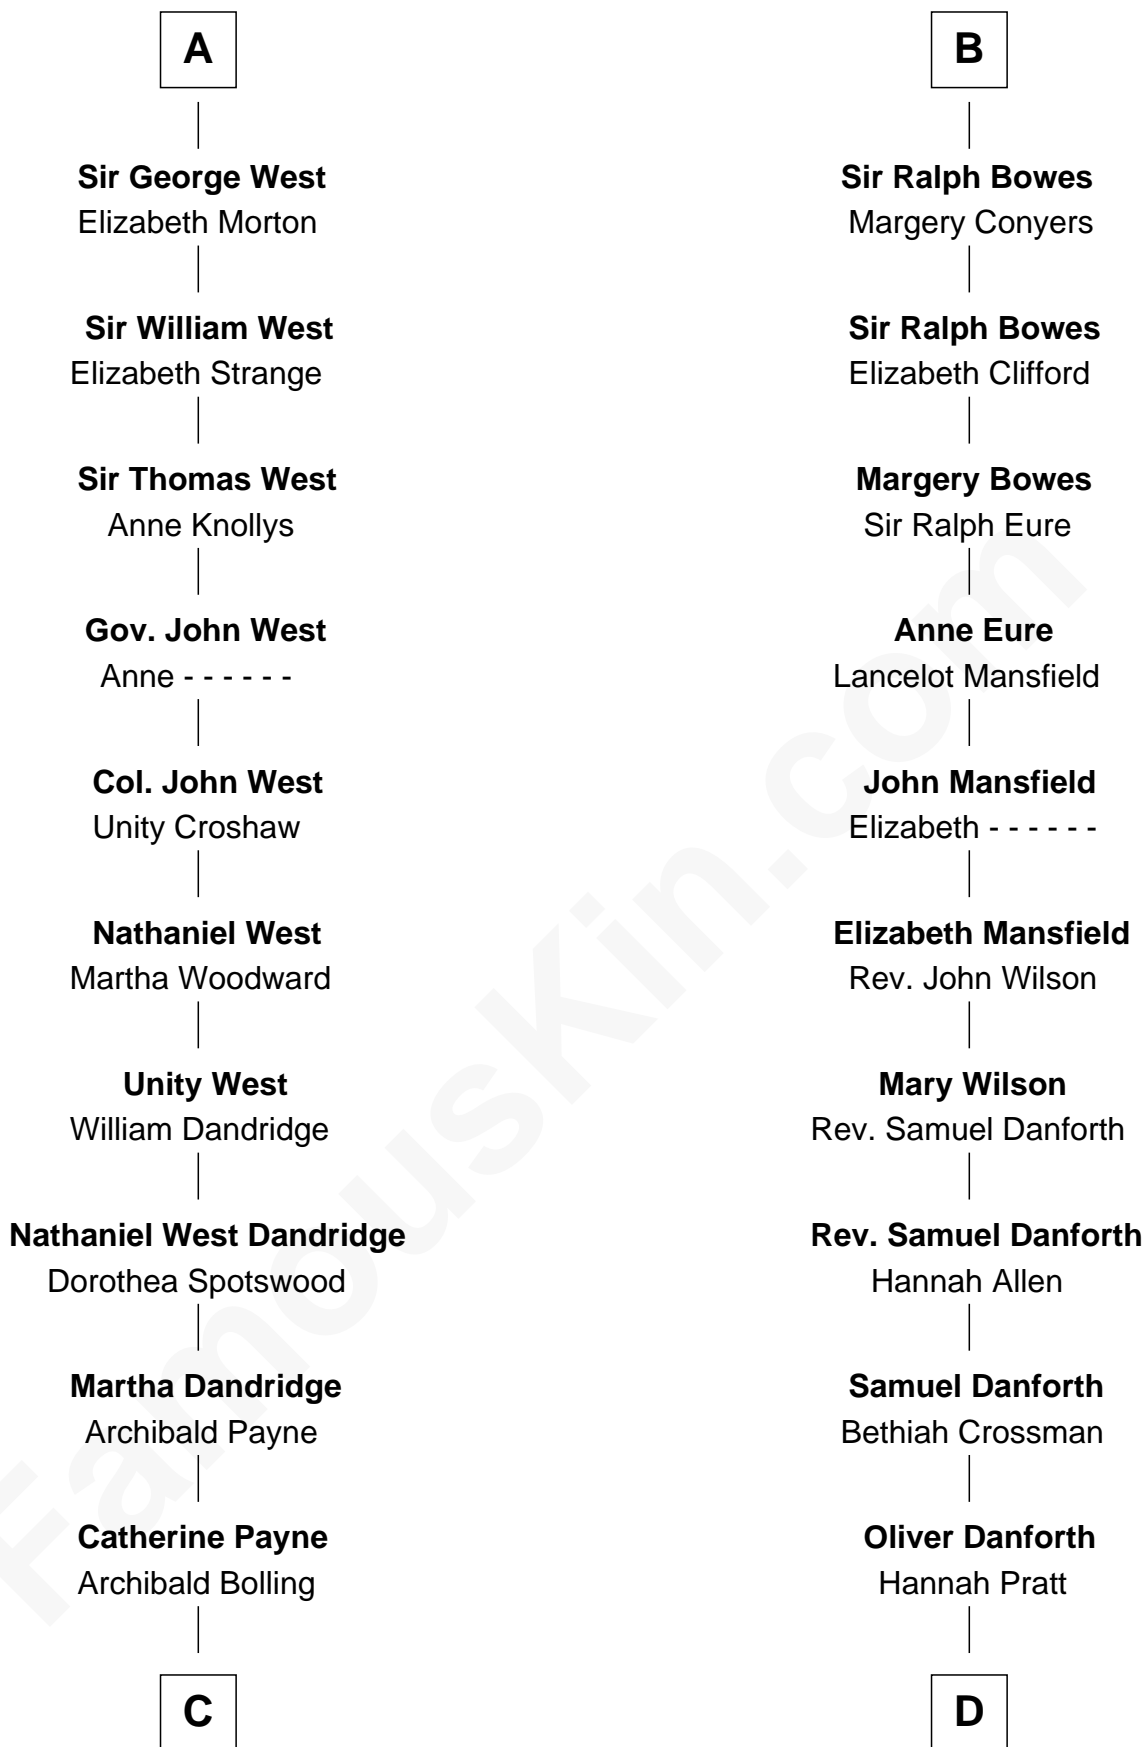 A
Sir George West
Elizabeth Morton
Sir William West
Elizabeth Strange
Sir Thomas West
Anne Knollys
Gov. John West
Anne - - - - - -
Col. John West
Unity Croshaw
Nathaniel West
Martha Woodward
Unity West
William Dandridge
Nathaniel West Dandridge
Dorothea Spotswood
Martha Dandridge
Archibald Payne
Catherine Payne
Archibald Bolling
C
B
Sir Ralph Bowes
Margery Conyers
Sir Ralph Bowes
Elizabeth Clifford
Margery Bowes
Sir Ralph Eure
Anne Eure
Lancelot Mansfield
John Mansfield
Elizabeth - - - - - -
Elizabeth Mansfield
Rev. John Wilson
Mary Wilson
Rev. Samuel Danforth
Rev. Samuel Danforth
Hannah Allen
Samuel Danforth
Bethiah Crossman
Oliver Danforth
Hannah Pratt
D
FamousKin.com